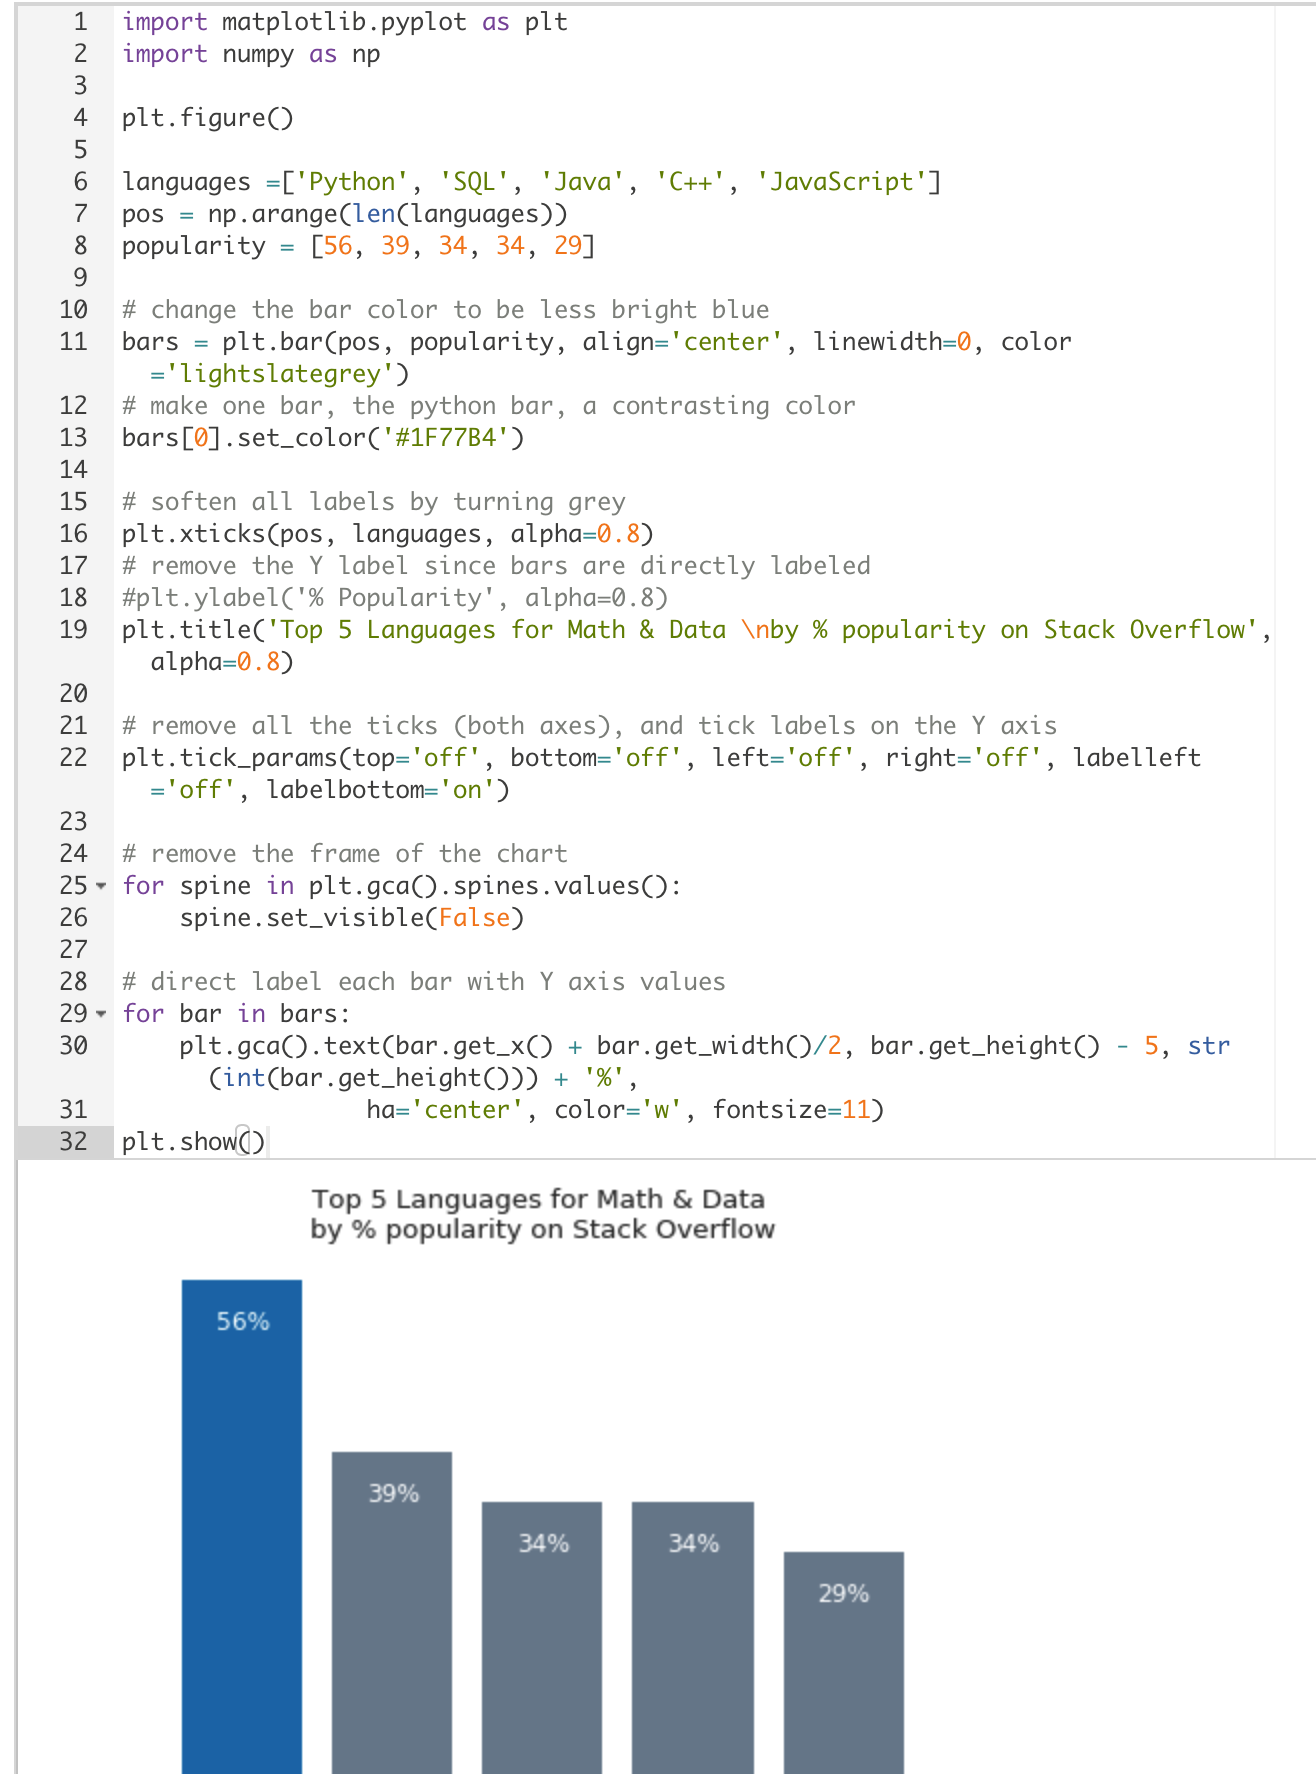 1 import matplotlib.pyplot as plt
2 import numpy as np
3
4 plt.figure()
5
6 languages =['Python', 'SQL', 'Java', 'C++', 'JavaScript']
7 pos = np.arange(len(languages))
8 popularity = [56, 39, 34, 34, 29]
9
10 # change the bar color to be less bright blue
11 bars = plt.bar(pos, popularity, align='center', linewidth=0, color
='lightslategrey')
12 # make one bar, the python bar, a contrasting color
13 bars[0].set_color('#1F77B4')
14
15 # soften all labels by turning grey
16 plt.xticks(pos, languages, alpha=0.8)
17 # remove the Y label since bars are directly labeled
18 #plt.ylabel('% Popularity', alpha=0.8)
19 plt.title('Top 5 Languages for Math & Data \nby % popularity on Stack Overflow',
alpha=0.8)
20
21 # remove all the ticks (both axes), and tick labels on the Y axis
22 plt.tick_params(top='off', bottom='off', left='off', right='off', labelleft
='off', labelbottom='on')
23
24 # remove the frame of the chart
25 for spine in plt.gca().spines.values():
26     spine.set_visible(False)
27
28 # direct label each bar with Y axis values
29 for bar in bars:
30     plt.gca().text(bar.get_x() + bar.get_width()/2, bar.get_height() - 5, str
(int(bar.get_height())) + '%',
31                  ha='center', color='w', fontsize=11)
32 plt.show()
Top 5 Languages for Math & Data
by % popularity on Stack Overflow
56%
39%
34%
34%
29%